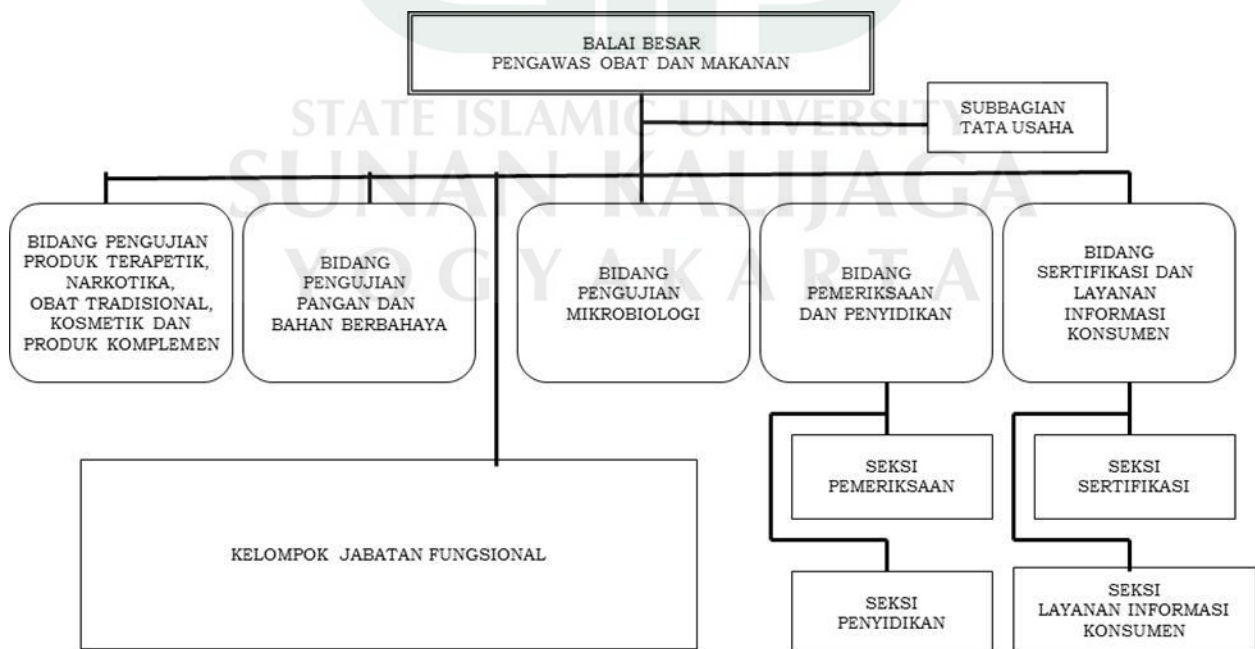 BALAI BESAR
PENGAWAS OBAT DAN MAKANAN
SUBBAGIAN
TATA USAHA
STATE ISLAMIC UNIVERSITY
SUNAN KALIJAGA
YOGYAKARTA
BIDANG PENGUJIAN
PRODUK TERAPETIK,
NARKOTIKA,
OBAT TRADISIONAL,
KOSMETIK DAN
PRODUK KOMPLEMEN
BIDANG
PENGUJIAN
PANGAN DAN
BAHAN BERBAHAYA
BIDANG
PENGUJIAN
MIKROBIOLOGI
BIDANG
PEMERIKSAAN
DAN PENYIDIKAN
BIDANG
SERTIFIKASI DAN
LAYANAN
INFORMASI
KONSUMEN
SEKSI
PEMERIKSAAN
SEKSI
SERTIFIKASI
KELOMPOK JABATAN FUNGSIONAL
SEKSI
PENYIDIKAN
SEKSI
LAYANAN INFORMASI
KONSUMEN